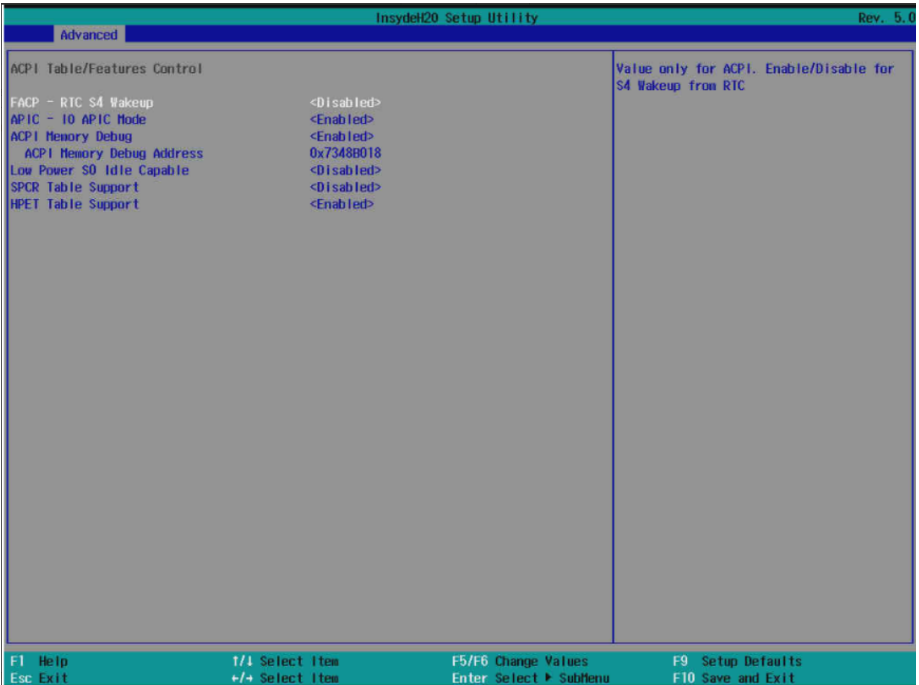 InsydeH20 Setup Utility Rev. 5.0
Advanced
ACPI Table/Features Control
FACP - RTC S4 Wakeup <Disabled>
APIC - IO APIC Mode <Enabled>
ACPI Memory Debug <Enabled>
ACPI Memory Debug Address 0x7348B018
Low Power S0 Idle Capable <Disabled>
SPCR Table Support <Disabled>
HPET Table Support <Enabled>
Value only for ACPI. Enable/Disable for
S4 Wakeup from RTC
F1 Help ↑/↓ Select Item F5/F6 Change Values F9 Setup Defaults
Esc Exit ←/→ Select Item Enter Select ▶ SubMenu F10 Save and Exit